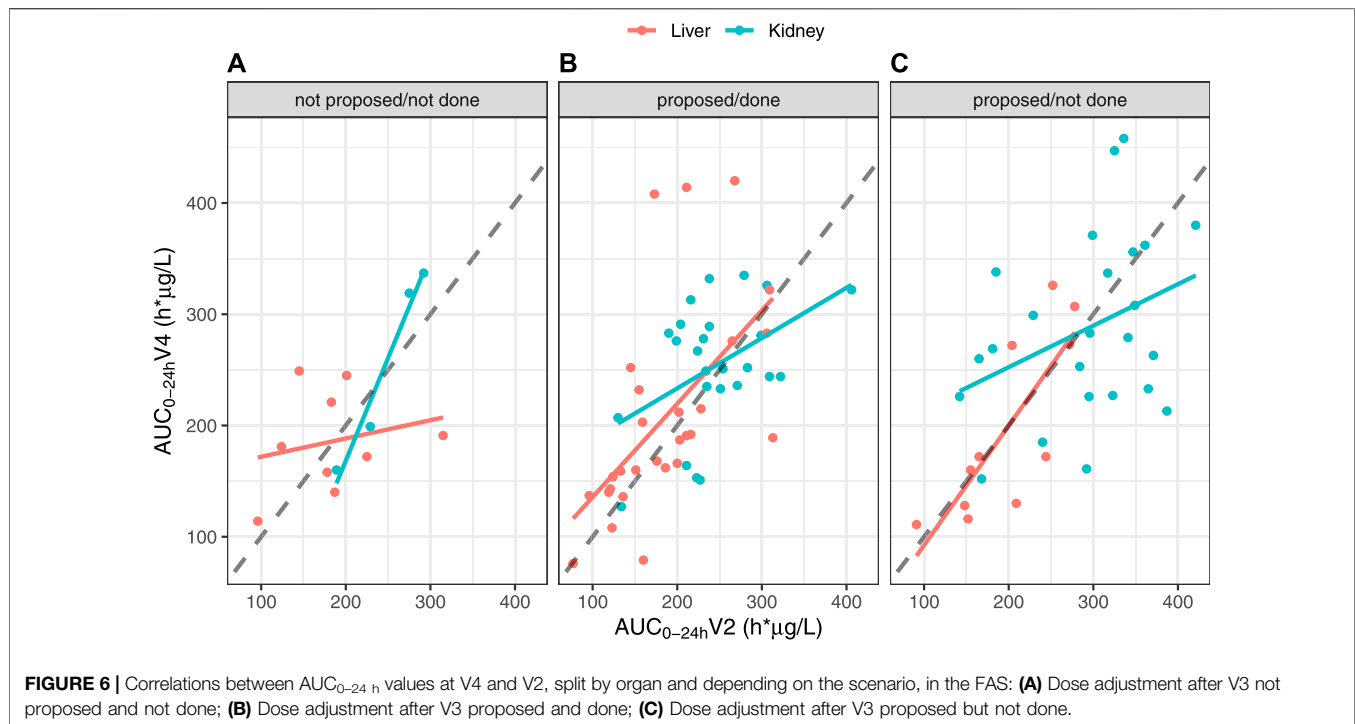 Liver Kidney
A B C
not proposed/not done proposed/done proposed/not done
400
300
200
100
AUC0−24hV4 (h*μg/L)
100 200 300 400 100 200 300 400 100 200 300 400
AUC0−24hV2 (h*μg/L)
FIGURE 6 | Correlations between AUC0–24 h values at V4 and V2, split by organ and depending on the scenario, in the FAS: (A) Dose adjustment after V3 not
proposed and not done; (B) Dose adjustment after V3 proposed and done; (C) Dose adjustment after V3 proposed but not done.